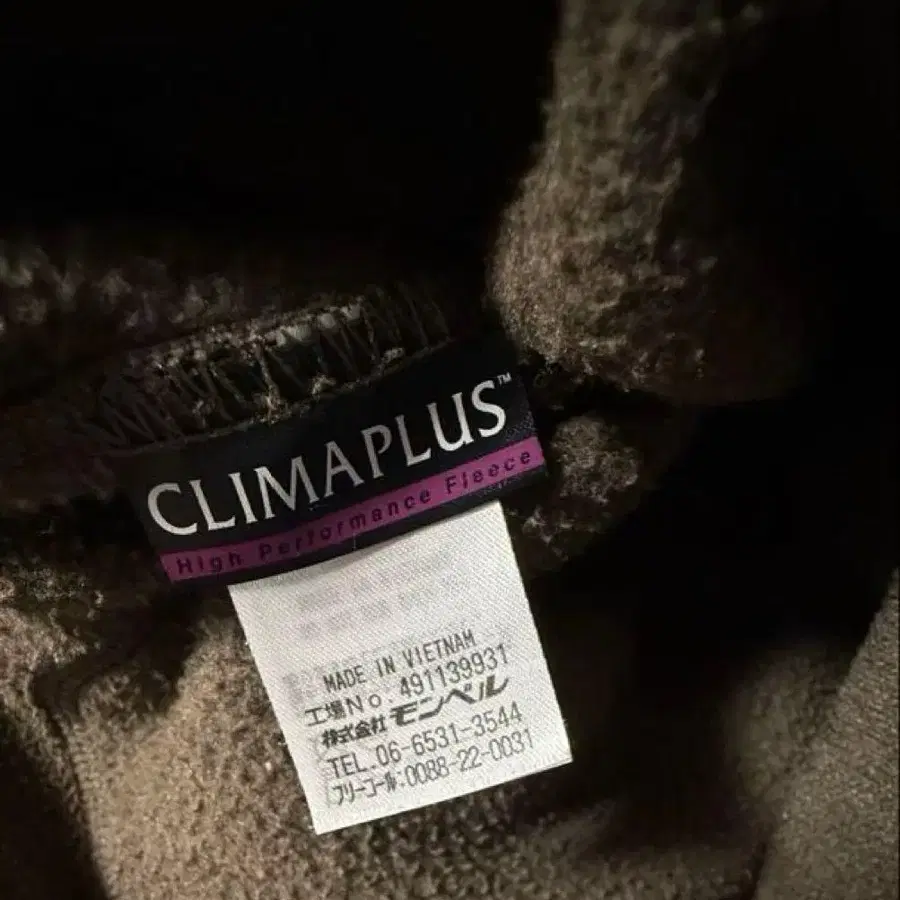 CLIMAPLUS™
High Performance Fleece
MADE IN VIETNAM
工場No.491139931
株式会社 モンベル
TEL.06-6531-3544
フリーコール:0088-22-0031